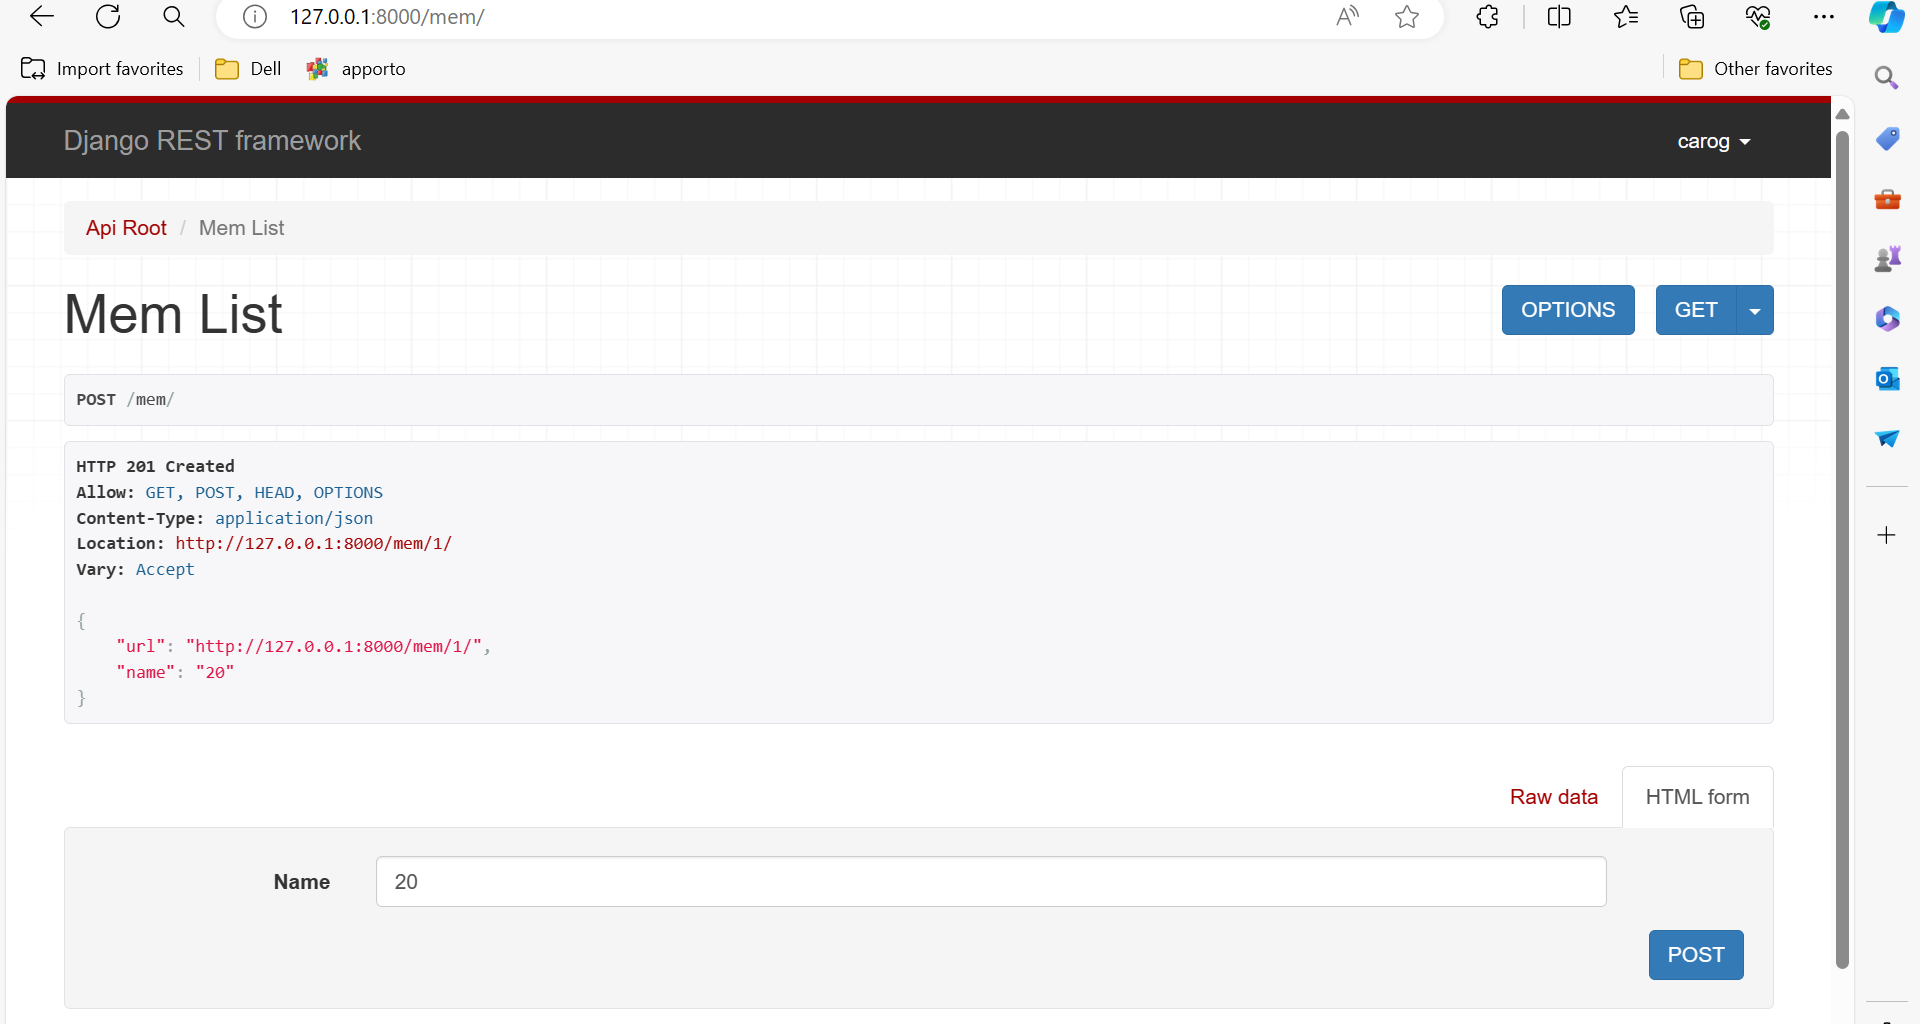 127.0.0.1:8000/mem/
Import favorites Dell apporto Other favorites
Django REST framework carog
Api Root / Mem List
Mem List OPTIONS GET
POST /mem/
HTTP 201 Created
Allow: GET, POST, HEAD, OPTIONS
Content-Type: application/json
Location: http://127.0.0.1:8000/mem/1/
Vary: Accept
{
"url": "http://127.0.0.1:8000/mem/1/",
"name": "20"
}
Raw data HTML form
Name 20
POST